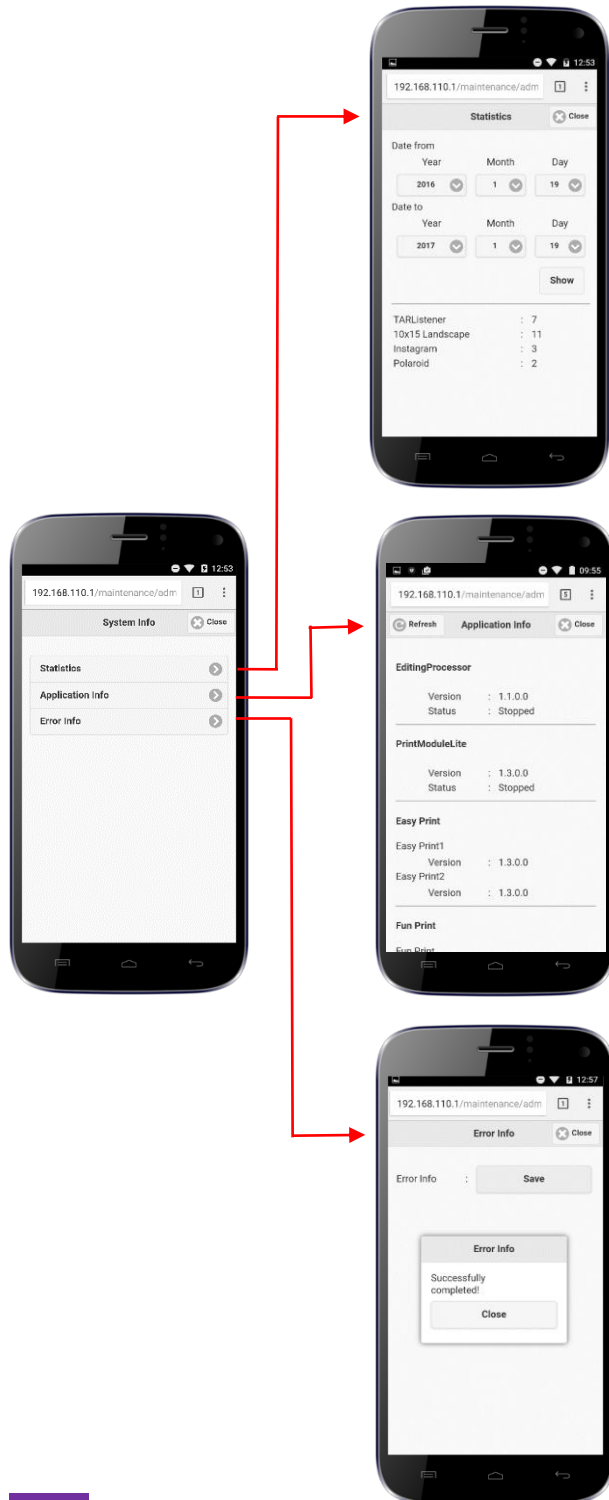 12:53
192.168.110.1/maintenance/adm 1
Statistics Close
Date from
Year Month Day
2016 1 19
Date to
Year Month Day
2017 1 19
Show
TARListener : 7
10x15 Landscape : 11
Instagram : 3
Polaroid : 2
12:53
192.168.110.1/maintenance/adm 1
System Info Close
Statistics
Application Info
Error Info
09:55
192.168.110.1/maintenance/adm 5
Refresh Application Info Close
EditingProcessor
Version : 1.1.0.0
Status : Stopped
PrintModuleLite
Version : 1.3.0.0
Status : Stopped
Easy Print
Easy Print1
Version : 1.3.0.0
Easy Print2
Version : 1.3.0.0
Fun Print
Fun Print
12:57
192.168.110.1/maintenance/adm 1
Error Info Close
Error Info : Save
Error Info
Successfully
completed!
Close